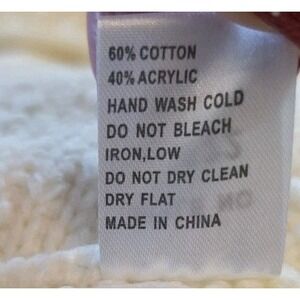 60% COTTON
40% ACRYLIC
HAND WASH COLD
DO NOT BLEACH
IRON,LOW
DO NOT DRY CLEAN
DRY FLAT
MADE IN CHINA